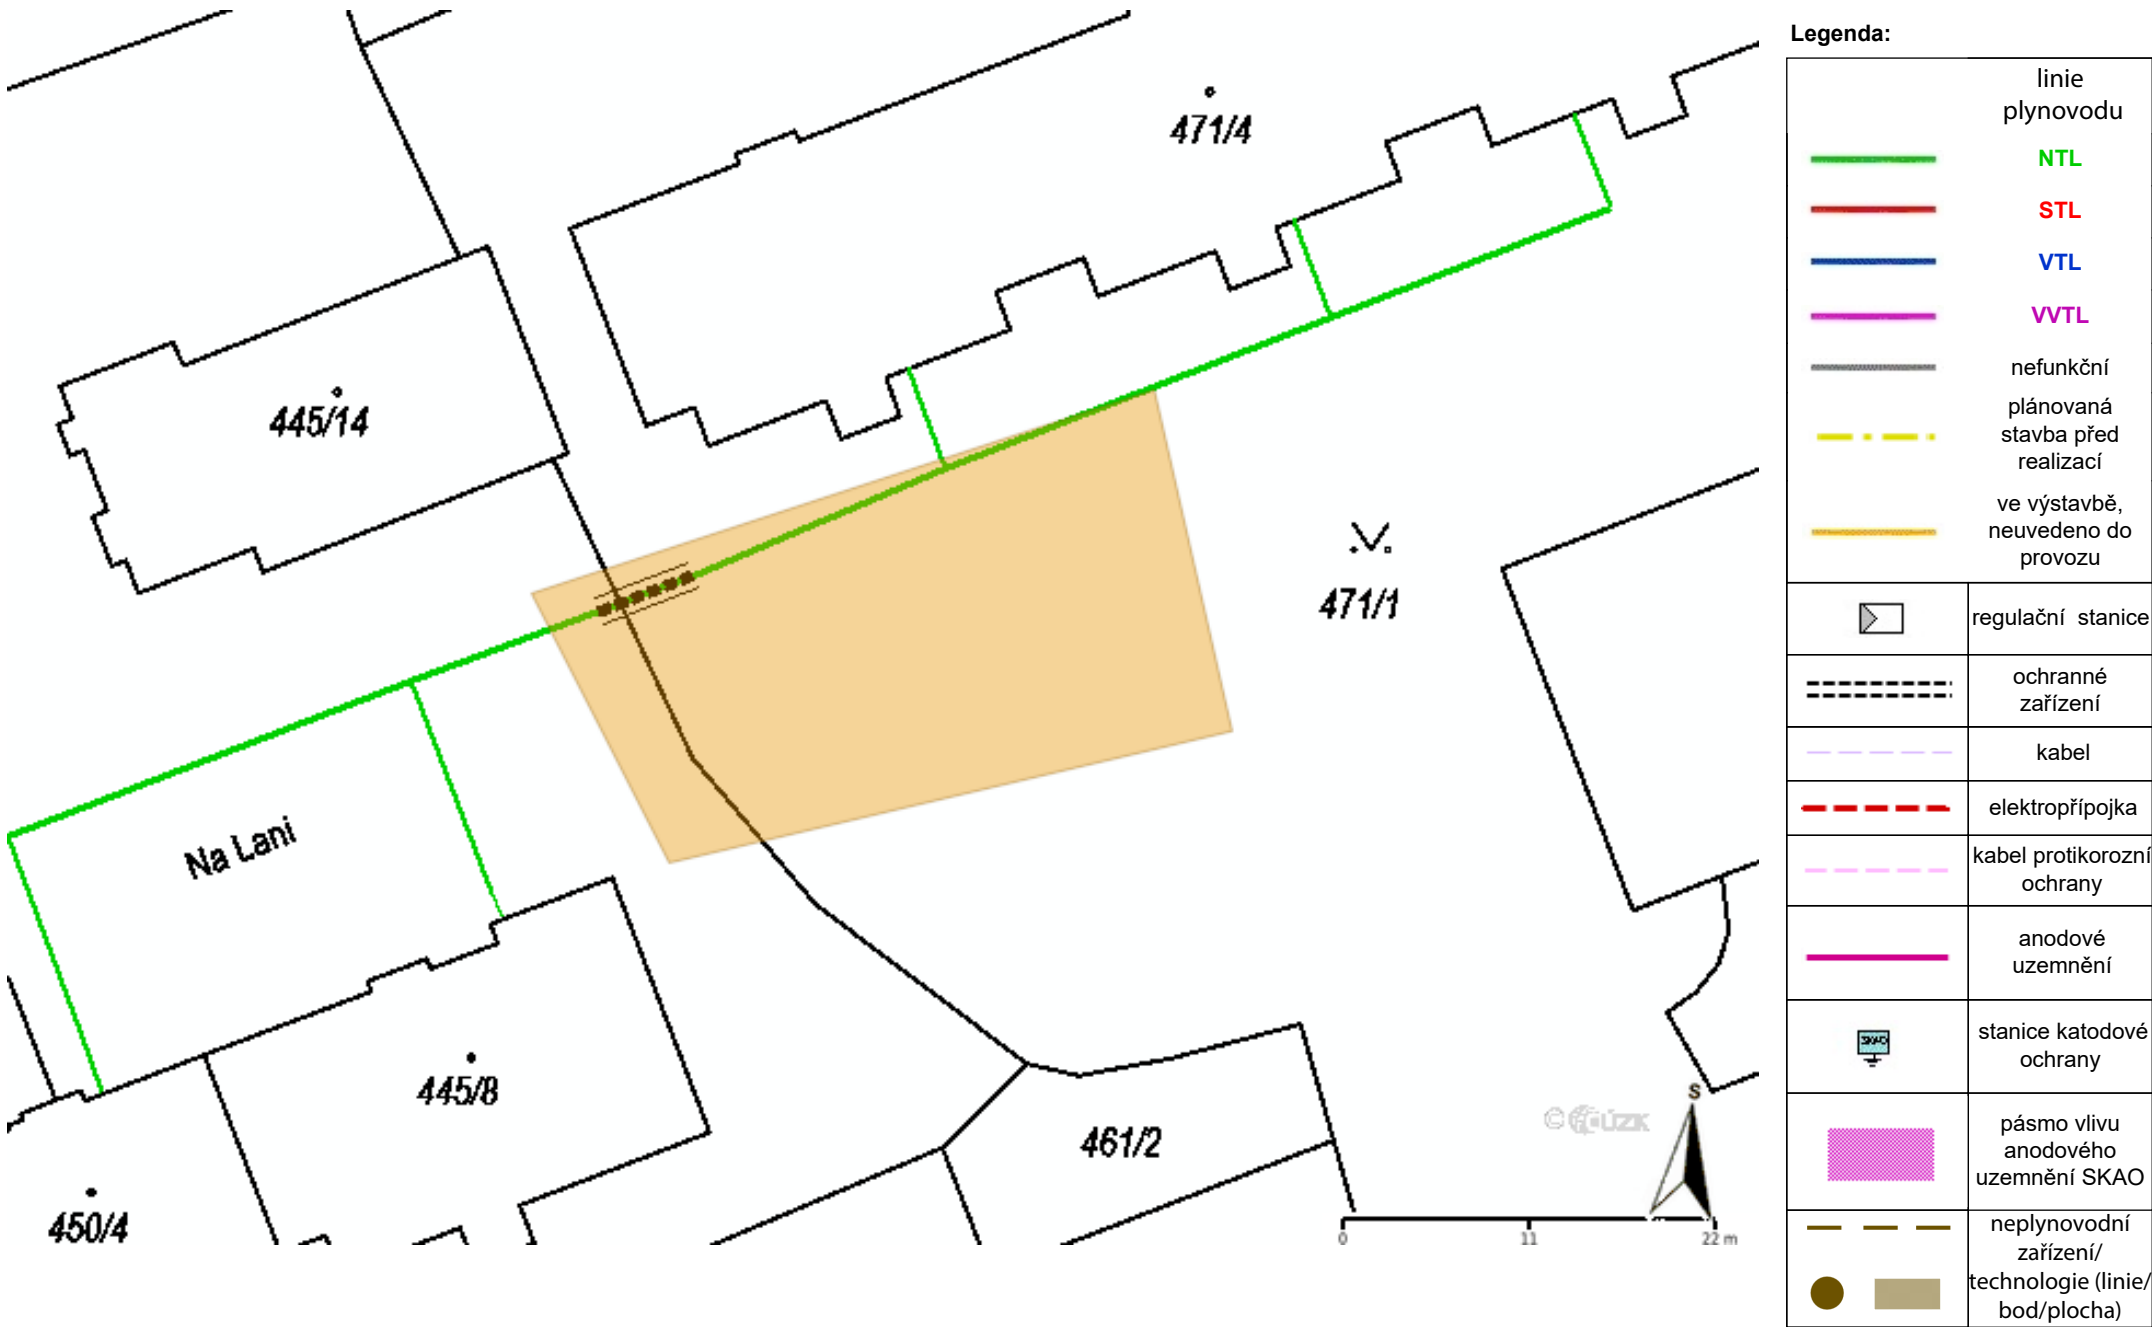 471/4
445/14
471/1
Na Lani
445/8
461/2
450/4
S
0 11 22 m
Legenda:
linie
plynovodu
NTL
STL
VTL
VVTL
nefunkční
plánovaná
stavba před
realizací
ve výstavbě,
neuvedeno do
provozu
regulační stanice
ochranné
zařízení
kabel
elektropřípojka
kabel protikorozní
ochrany
anodové
uzemnění
SKAO
stanice katodové
ochrany
pásmo vlivu
anodového
uzemnění SKAO
neplynovodní
zařízení/
technologie (linie/
bod/plocha)